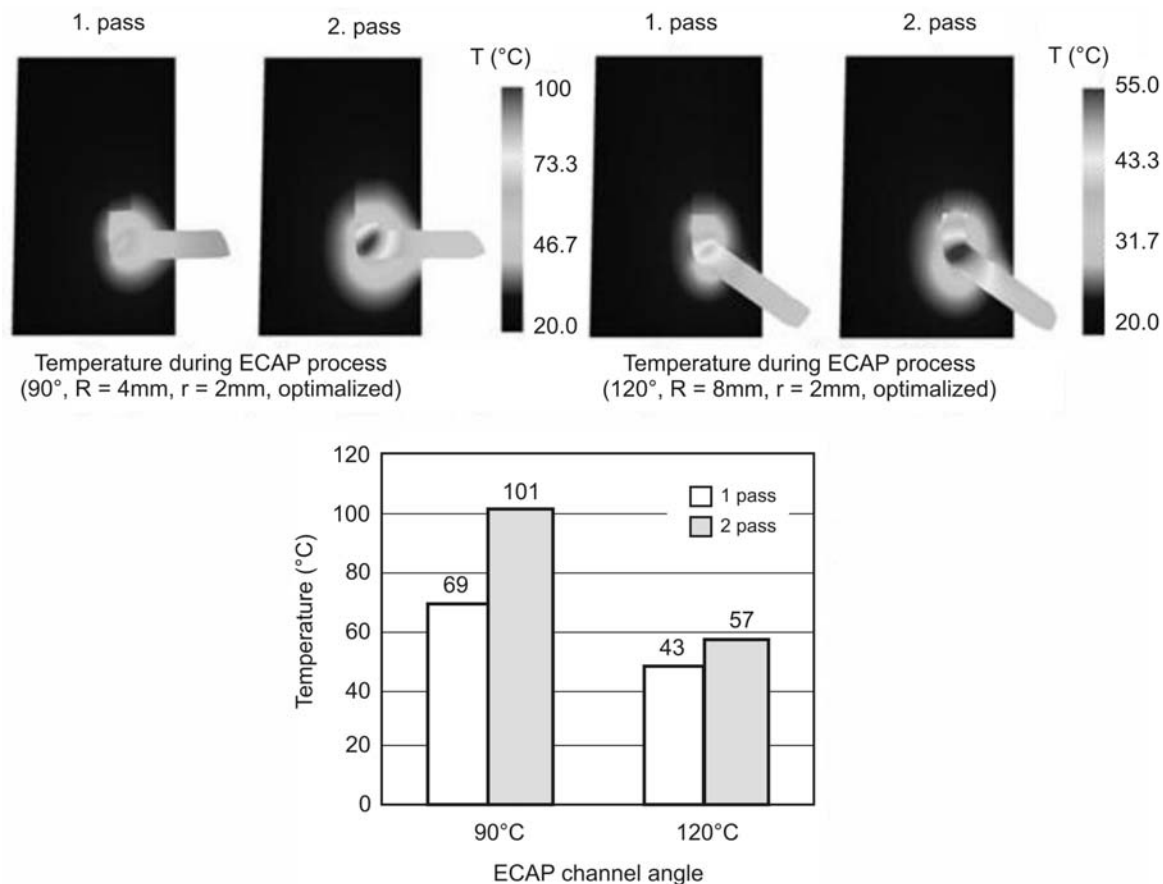 1. pass
2. pass
T (°C)
100
73.3
46.7
20.0
Temperature during ECAP process
(90°, R = 4mm, r = 2mm, optimalized)
1. pass
2. pass
T (°C)
55.0
43.3
31.7
20.0
Temperature during ECAP process
(120°, R = 8mm, r = 2mm, optimalized)
Temperature (°C)
120
100
80
60
40
20
0
69
101
43
57
1 pass
2 pass
90°C
120°C
ECAP channel angle